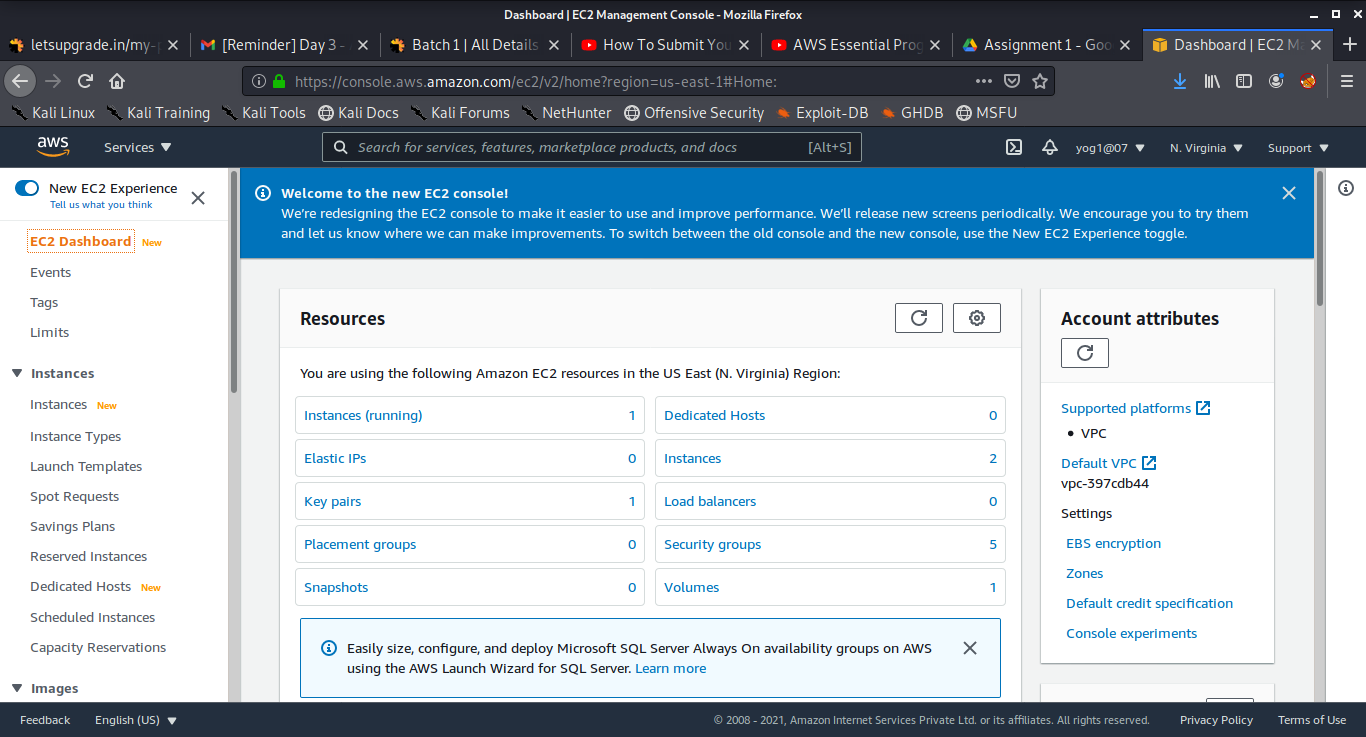 Dashboard | EC2 Management Console - Mozilla Firefox
letsupgrade.in/my-
[Reminder] Day 3 -
Batch 1 | All Details
How To Submit You
AWS Essential Prog
Assignment 1 - Goo
Dashboard | EC2 M
https://console.aws.amazon.com/ec2/v2/home?region=us-east-1#Home:
Kali Linux
Kali Training
Kali Tools
Kali Docs
Kali Forums
NetHunter
Offensive Security
Exploit-DB
GHDB
MSFU
aws
Services
Search for services, features, marketplace products, and docs
[Alt+S]
yog1@07
N. Virginia
Support
New EC2 Experience
Tell us what you think
EC2 Dashboard New
Events
Tags
Limits
Instances
Instances New
Instance Types
Launch Templates
Spot Requests
Savings Plans
Reserved Instances
Dedicated Hosts New
Scheduled Instances
Capacity Reservations
Images
Welcome to the new EC2 console!
We're redesigning the EC2 console to make it easier to use and improve performance. We'll release new screens periodically. We encourage you to try them
and let us know where we can make improvements. To switch between the old console and the new console, use the New EC2 Experience toggle.
Resources
You are using the following Amazon EC2 resources in the US East (N. Virginia) Region:
Instances (running) 1
Dedicated Hosts 0
Elastic IPs 0
Instances 2
Key pairs 1
Load balancers 0
Placement groups 0
Security groups 5
Snapshots 0
Volumes 1
Easily size, configure, and deploy Microsoft SQL Server Always On availability groups on AWS
using the AWS Launch Wizard for SQL Server. Learn more
Account attributes
Supported platforms
• VPC
Default VPC
vpc-397cdb44
Settings
EBS encryption
Zones
Default credit specification
Console experiments
Feedback
English (US)
© 2008 - 2021, Amazon Internet Services Private Ltd. or its affiliates. All rights reserved.
Privacy Policy
Terms of Use